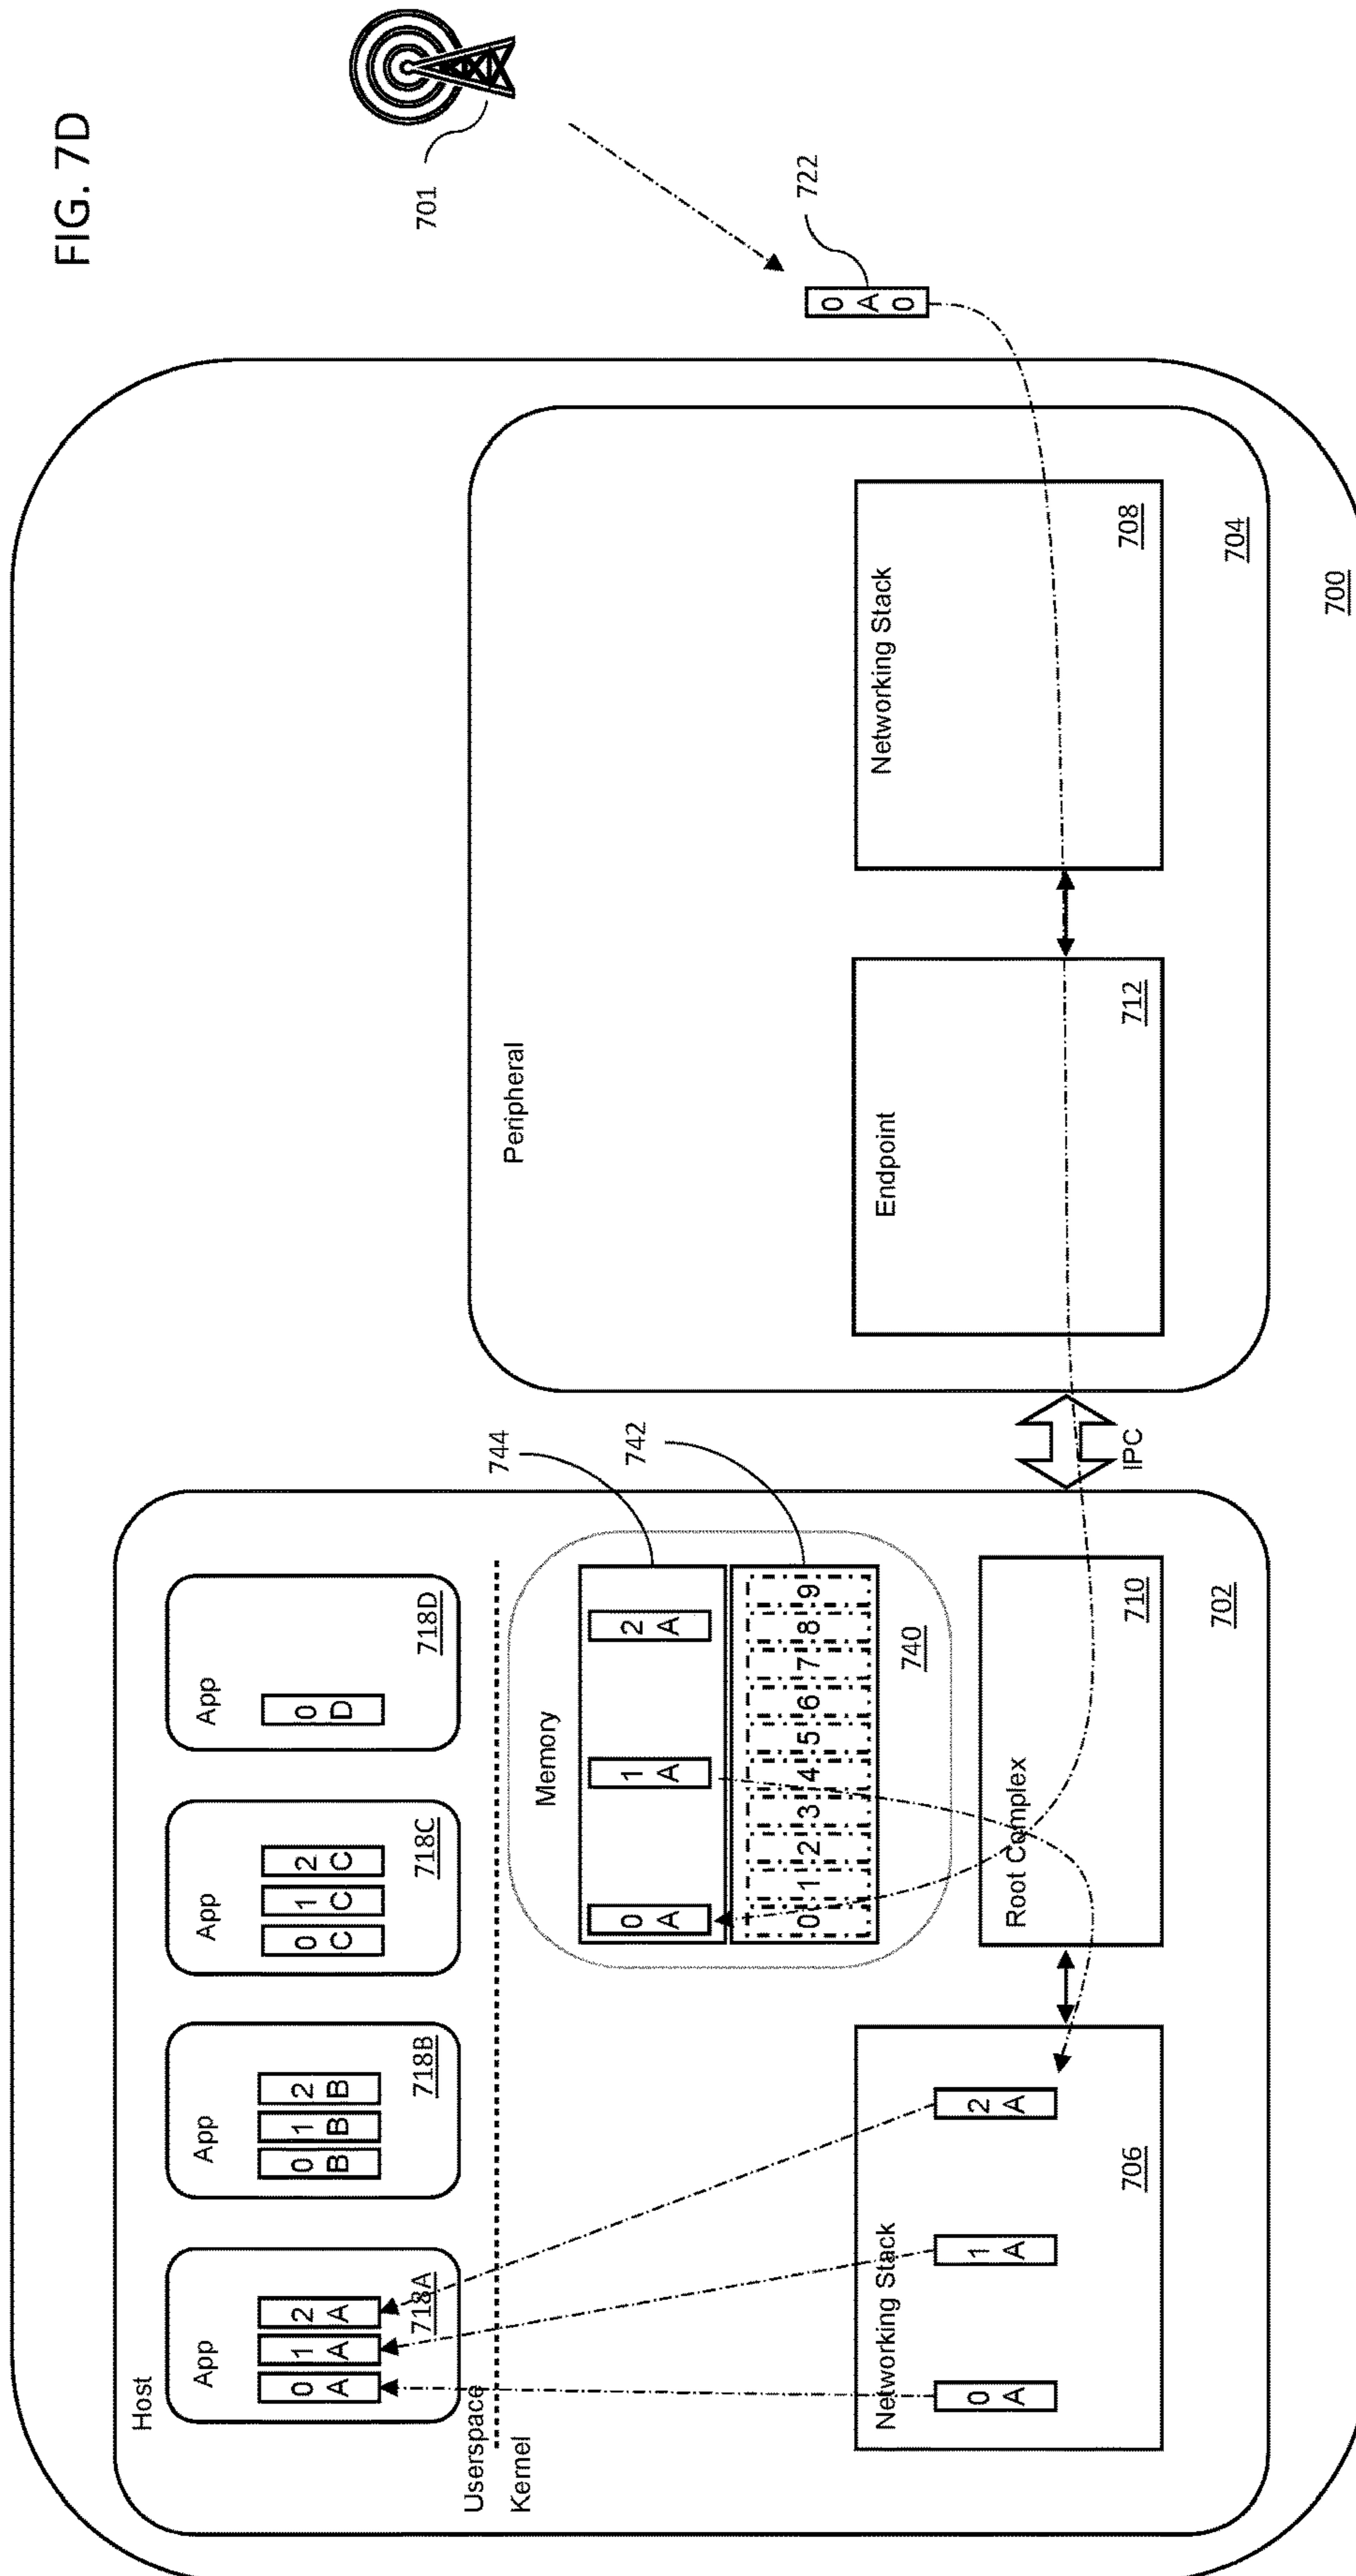 FIG. 7D
Host
App
0 1 2
A A A
718A
App
0 1 2
B B B
718B
App
0 1 2
C C C
718C
App
0
D
718D
Userspace
Kernel
744
742
Memory
0 1 2
A A A
0 1 2 3 4 5 6 7 8 9
740
Networking Stack
0 1 2
A A A
706
Root Complex
710
702
IPC
Peripheral
Endpoint
712
Networking Stack
708
704
700
701
722
0
A
0